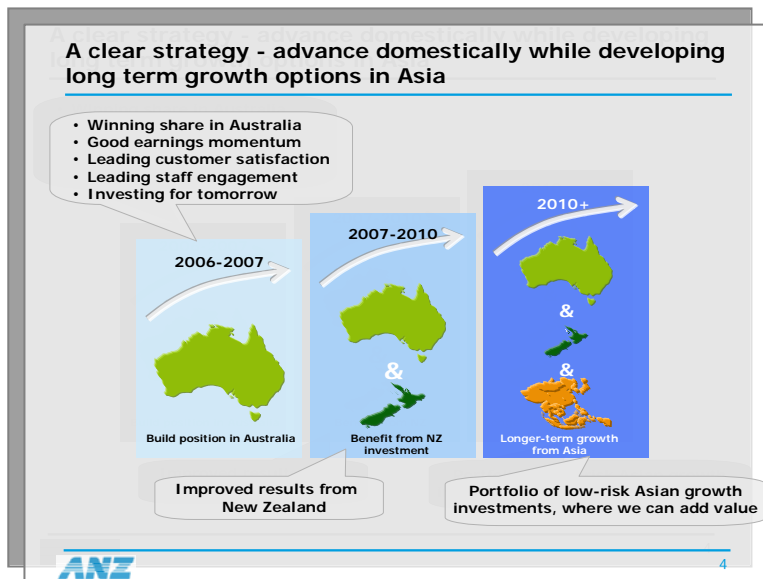 A clear strategy - advance domestically while developing
long term growth options in Asia
• Winning share in Australia
• Good earnings momentum
• Leading customer satisfaction
• Leading staff engagement
• Investing for tomorrow
2006-2007
Build position in Australia
2007-2010
&
Benefit from NZ
investment
2010+
&
&
Longer-term growth
from Asia
Improved results from
New Zealand
Portfolio of low-risk Asian growth
investments, where we can add value
ANZ
4